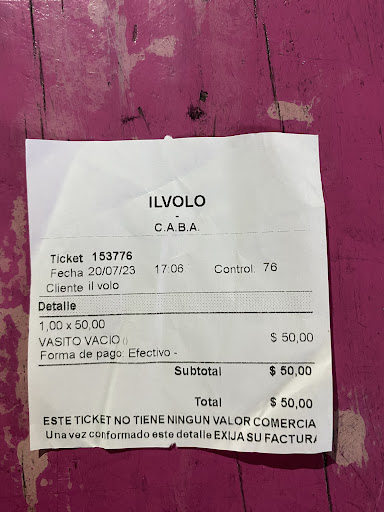 ILVOLO
-
C.A.B.A.
Ticket 153776
Fecha 20/07/23 17:06 Control: 76
Cliente il volo
Detalle
1,00 x 50,00
VASITO VACIO () $ 50,00
Forma de pago: Efectivo -
Subtotal $ 50,00
Total $ 50,00
ESTE TICKET NO TIENE NINGUN VALOR COMERCIA
Una vez conformado este detalle EXIJA SU FACTURA